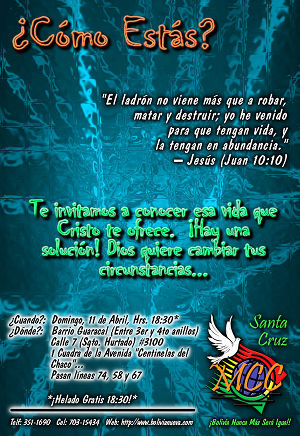 ¿Cómo Estás?
"El ladrón no viene más que a robar,
matar y destruir; yo he venido
para que tengan vida, y
la tengan en abundancia."
– Jesús (Juan 10:10)
Te invitamos a conocer esa vida que
Cristo te ofrece. ¡Hay una
solución! Dios quiere cambiar tus
circunstancias...
¿Cuando?: Domingo, 11 de Abril, Hrs. 18:30*
¿Dónde?: Barrio Guaracal (Entre 3er y 4to anillos)
Calle 7 (Sgto. Hurtado) #3100
1 Cuadra de la Avenida "Centinelas del
Chaco"...
Pasan líneas 74, 58 y 67
*¡Helado Gratis 18:30!*
Telf: 351-1690 Cel: 703-15434 Web: http://www.bolivianueva.com
Santa
Cruz
MCC
¡Bolivia Nunca Más Será Igual!